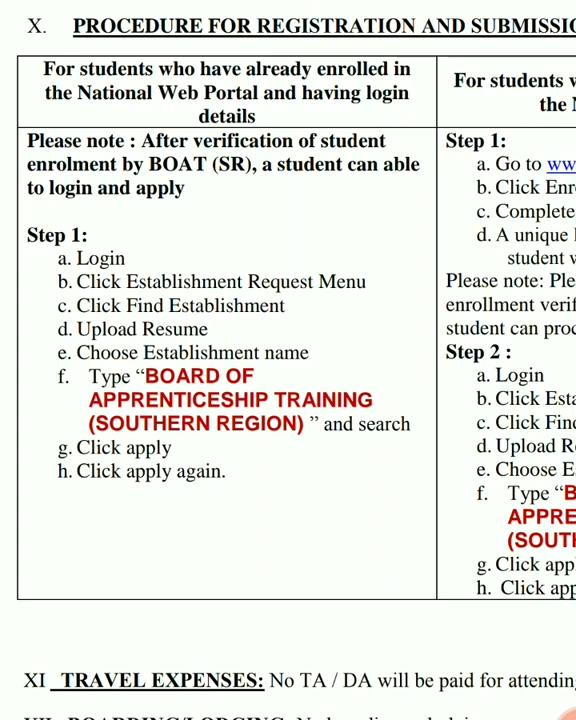 X. PROCEDURE FOR REGISTRATION AND
For students who have already enrolled in
the National Web Portal and having login
details
Please note : After verification of student
enrolment by BOAT (SR), a student can able
to login and apply
Step 1:
a. Login
b. Click Establishment Request Menu
c. Click Find Establishment
d. Upload Resume
e. Choose Establishment name
f. Type “BOARD OF
APPRENTICESHIP TRAINING
(SOUTHERN REGION) ” and search
g. Click apply
h. Click apply again.
For students
the
Step 1:
a. Go to
b. Click
c. Complete
d. A unique
student
Please note:
enrollment
student can
Step 2 :
a. Login
b. Click
c. Click
d. Upload
e. Choose
f. Type
g. Click
h. Click
XI TRAVEL EXPENSES: No TA / DA will be paid for